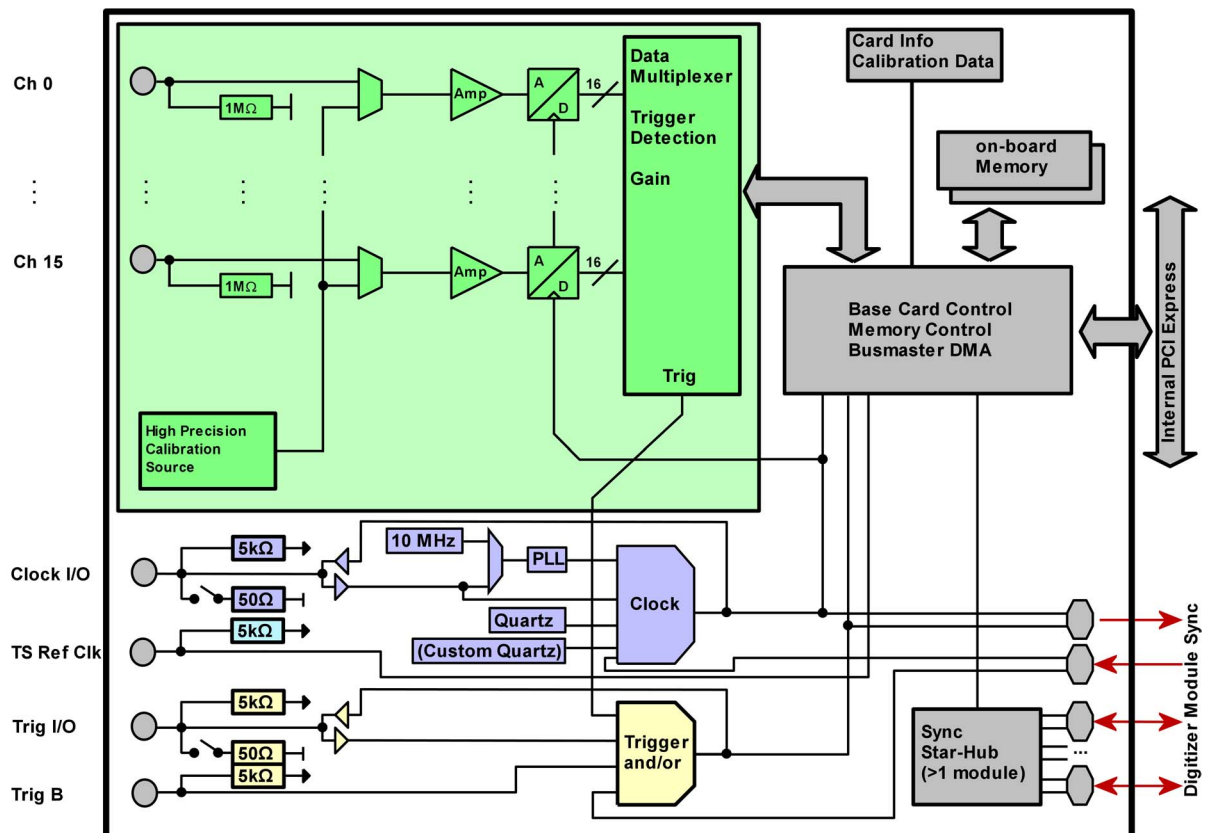 Ch 0
1MΩ
Amp
A
D
16
Data
Multiplexer
Trigger
Detection
Gain
Trig
Card Info
Calibration Data
on-board
Memory
Ch 15
1MΩ
Amp
A
D
16
Base Card Control
Memory Control
Busmaster DMA
Internal PCI Express
High Precision
Calibration
Source
Clock I/O
5kΩ
50Ω
10 MHz
PLL
Clock
Quartz
(Custom Quartz)
TS Ref Clk
5kΩ
Trig I/O
5kΩ
50Ω
Trigger
and/or
Trig B
5kΩ
Sync
Star-Hub
(>1 module)
...
Digitizer Module Sync